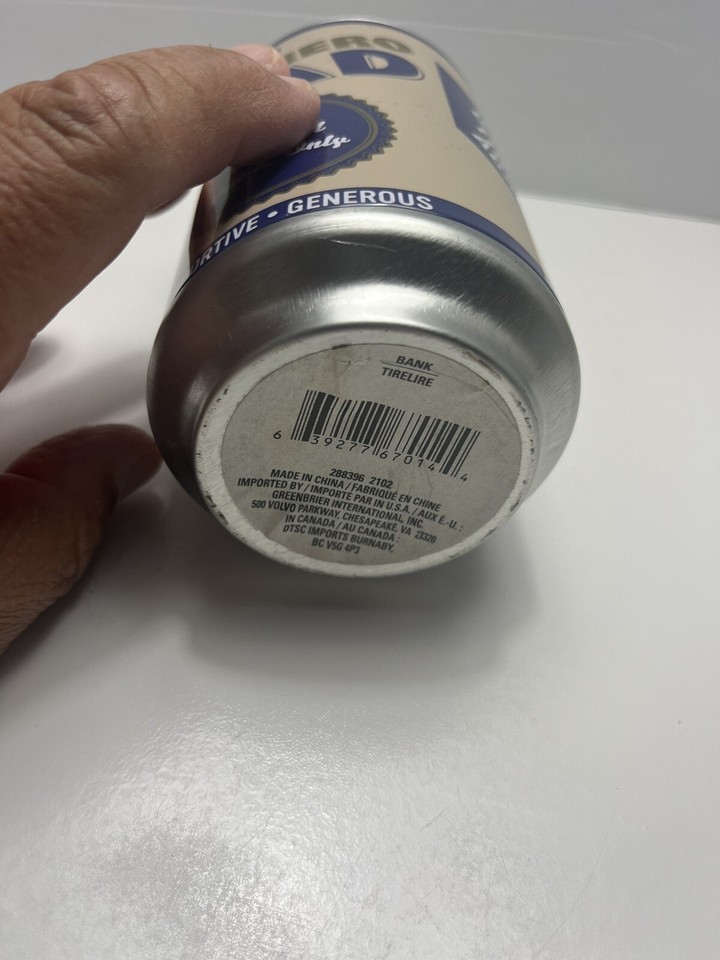 HERO
AD
GENEROUS
BANK
TIRELIRE
6 39277 67014 4
288396 2102
MADE IN CHINA / FABRIQUÉ EN CHINE
IMPORTED BY / IMPORTÉ PAR IN U.S.A. / AUX É.-U.:
GREENBRIER INTERNATIONAL, INC.
500 VOLVO PARKWAY, CHESAPEAKE, VA 23320
IN CANADA / AU CANADA:
DTSC IMPORTS BURNABY,
BC V5G 4P3